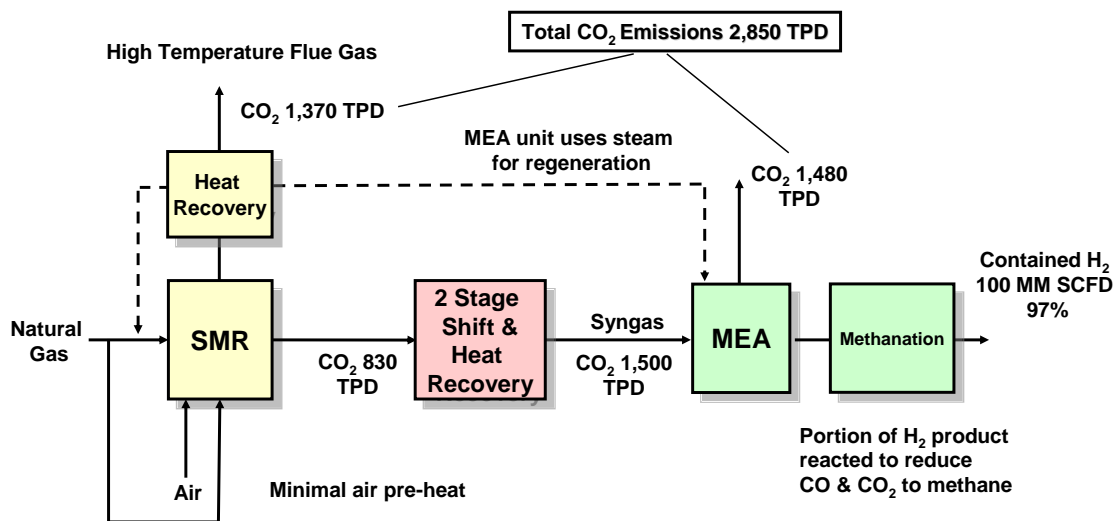 Total CO₂ Emissions 2,850 TPD
High Temperature Flue Gas
CO₂ 1,370 TPD
MEA unit uses steam
for regeneration
CO₂ 1,480
TPD
Heat
Recovery
Contained H₂
100 MM SCFD
97%
Natural
Gas
SMR
CO₂ 830
TPD
2 Stage
Shift &
Heat
Recovery
Syngas
CO₂ 1,500
TPD
MEA
Methanation
Air
Minimal air pre-heat
Portion of H₂ product
reacted to reduce
CO & CO₂ to methane